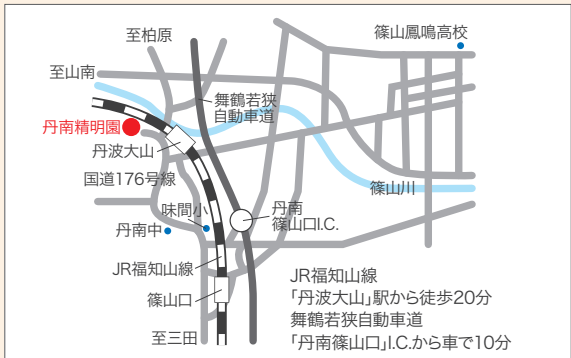 至柏原
篠山鳳鳴高校
至山南
舞鶴若狭
自動車道
丹南精明園
丹波大山
国道176号線
篠山川
味間小
丹南
篠山口I.C.
丹南中
JR福知山線
篠山口
至三田
JR福知山線
「丹波大山」駅から徒歩20分
舞鶴若狭自動車道
「丹南篠山口」I.C.から車で10分